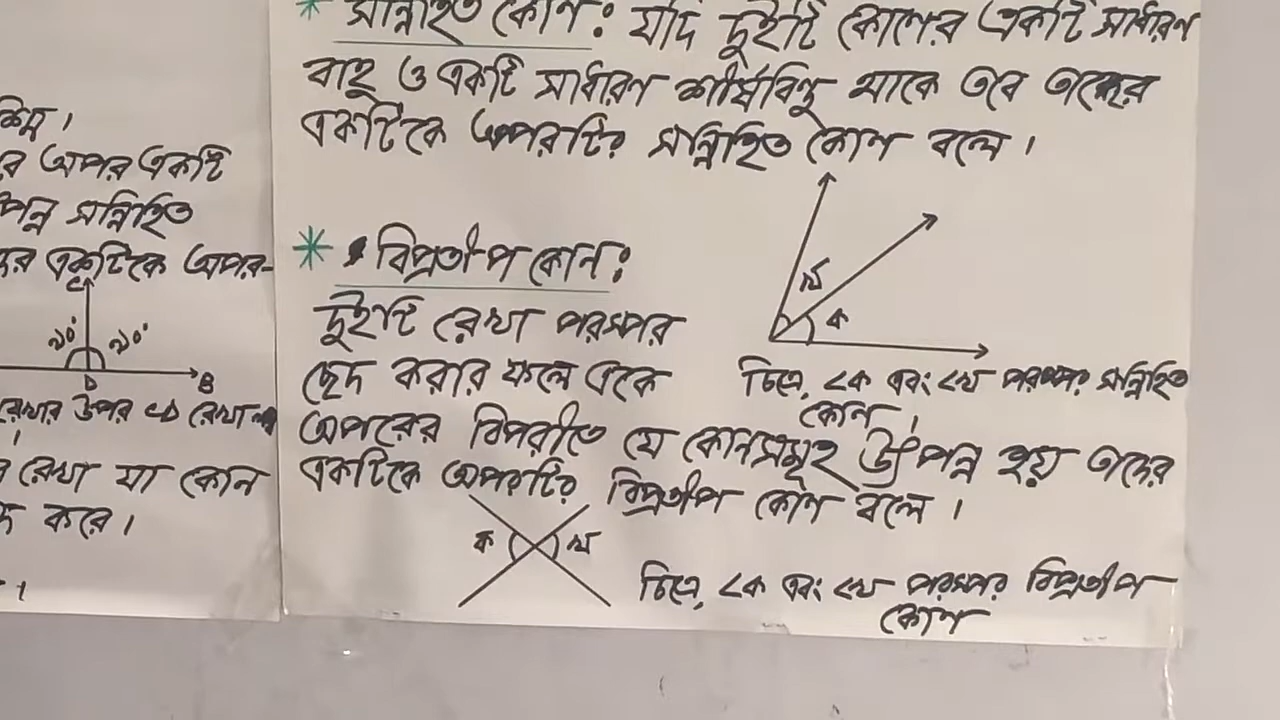 * সন্নিহিত কোণ: যদি দুইটি কোণের একটি সাধারণ
বাহু ও একটি সাধারণ শীর্ষবিন্দু থাকে তবে তাদের
একটিকে অপরটির সন্নিহিত কোণ বলে।
খ
ক
চিত্রে, ∠ক এবং ∠খ পরস্পর সন্নিহিত
কোণ।
* বিপ্রতীপ কোন:
দুইটি রেখা পরস্পর
ছেদ করার ফলে একে
অপরের বিপরীতে যে কোনসমূহ উৎপন্ন হয় তাদের
একটিকে অপরটির বিপ্রতীপ কোণ বলে।
ক খ
চিত্রে, ∠ক এবং ∠খ পরস্পর বিপ্রতীপ
কোণ
অপর একটি
সন্নিহিত
একটিকে অপর-
C
৯০° ৯০°
D B
রেখার উপর CD রেখা
রেখা যা কোন
করে।